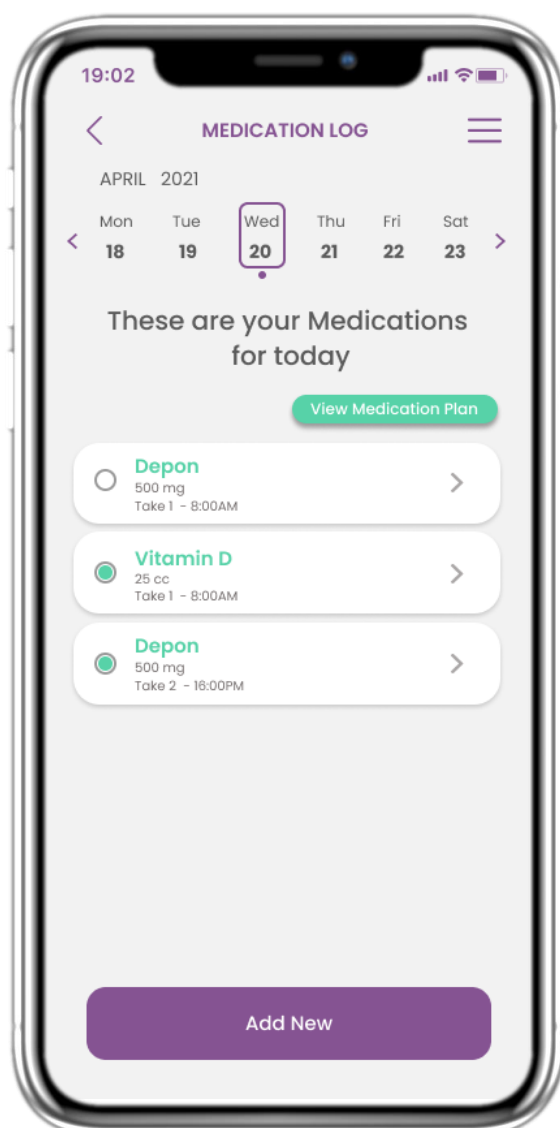 19:02
MEDICATION LOG
APRIL 2021
Mon Tue Wed Thu Fri Sat
18 19 20 21 22 23
These are your Medications
for today
View Medication Plan
Depon
500 mg
Take 1 - 8:00AM
Vitamin D
25 cc
Take 1 - 8:00AM
Depon
500 mg
Take 2 - 16:00PM
Add New